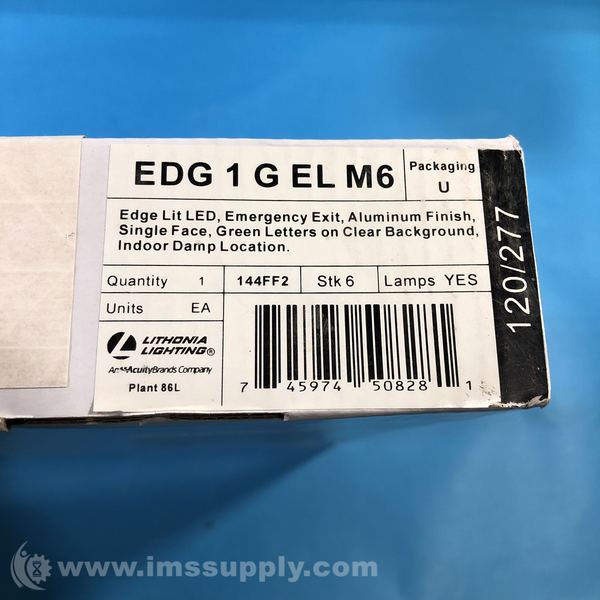 EDG 1 G EL M6
Packaging
U
Edge Lit LED, Emergency Exit, Aluminum Finish,
Single Face, Green Letters on Clear Background,
Indoor Damp Location.
Quantity 1 144FF2 Stk 6 Lamps YES
Units EA
LITHONIA
LIGHTING®
AcuityBrands Company
Plant 86L
7 45974 50828 1
120/277
www.imssupply.com